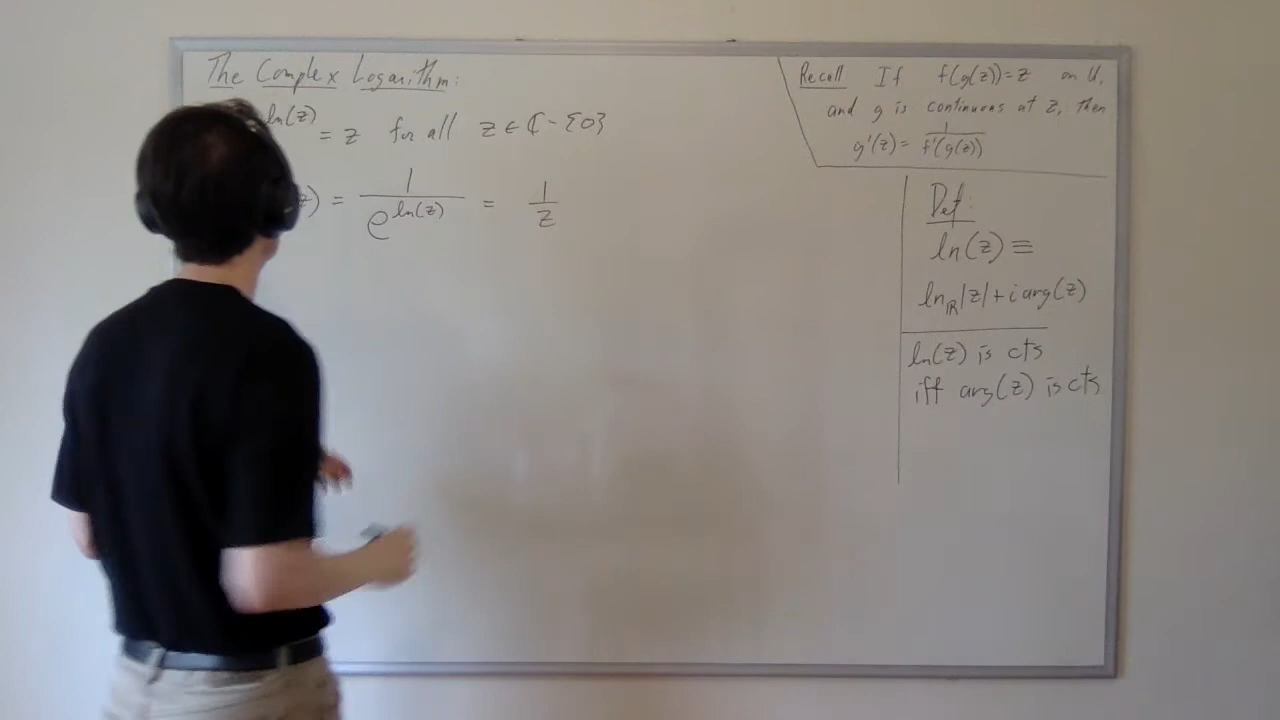 The Complex Logarithm:
ln(z) = z for all z ∈ ℂ - {0}
z) = 1/e^ln(z) = 1/z
Recall If f(g(z))=z on U,
and g is continuous at z, then
g'(z)= 1/f'(g(z))
Def:
ln(z) ≡
ln_ℝ|z| + i arg(z)
ln(z) is cts
iff arg(z) is cts